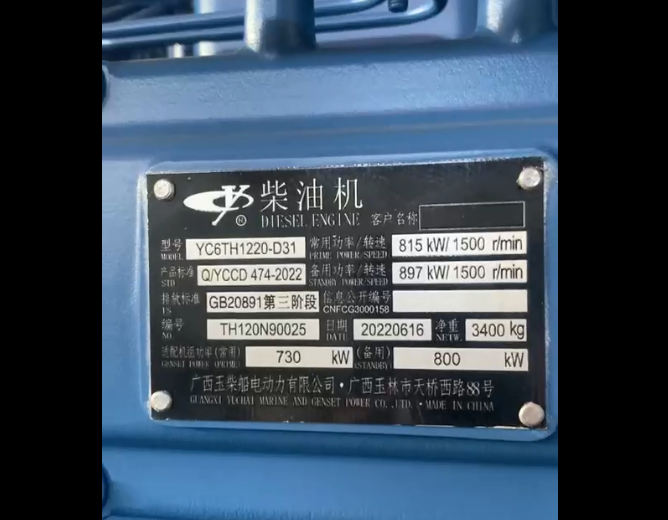 柴油机
DIESEL ENGINE 客户名称
型号 YC6TH1220-D31 常用功率/转速 815 kW/1500 r/min
MODEL PRIME POWER/SPEED
产品标准 Q/YCCD 474-2022 备用功率/转速 897 kW/1500 r/min
STD STANDBY POWER/SPEED
排放标准 GB20891第三阶段 信息公开编号
ES CNFCG3000158
编号 TH120N90025 日期 20220616 净重 3400 kg
NO. DATE NETW.
适配机组功率(常用) 730 kW (备用) 800 kW
GENSET POWER (PRIME) (STANDBY)
广西玉柴船电动力有限公司·广西玉林市天桥西路88号
GUANGXI YUCHAI MARINE AND GENSET POWER CO.,LTD. ·MADE IN CHINA